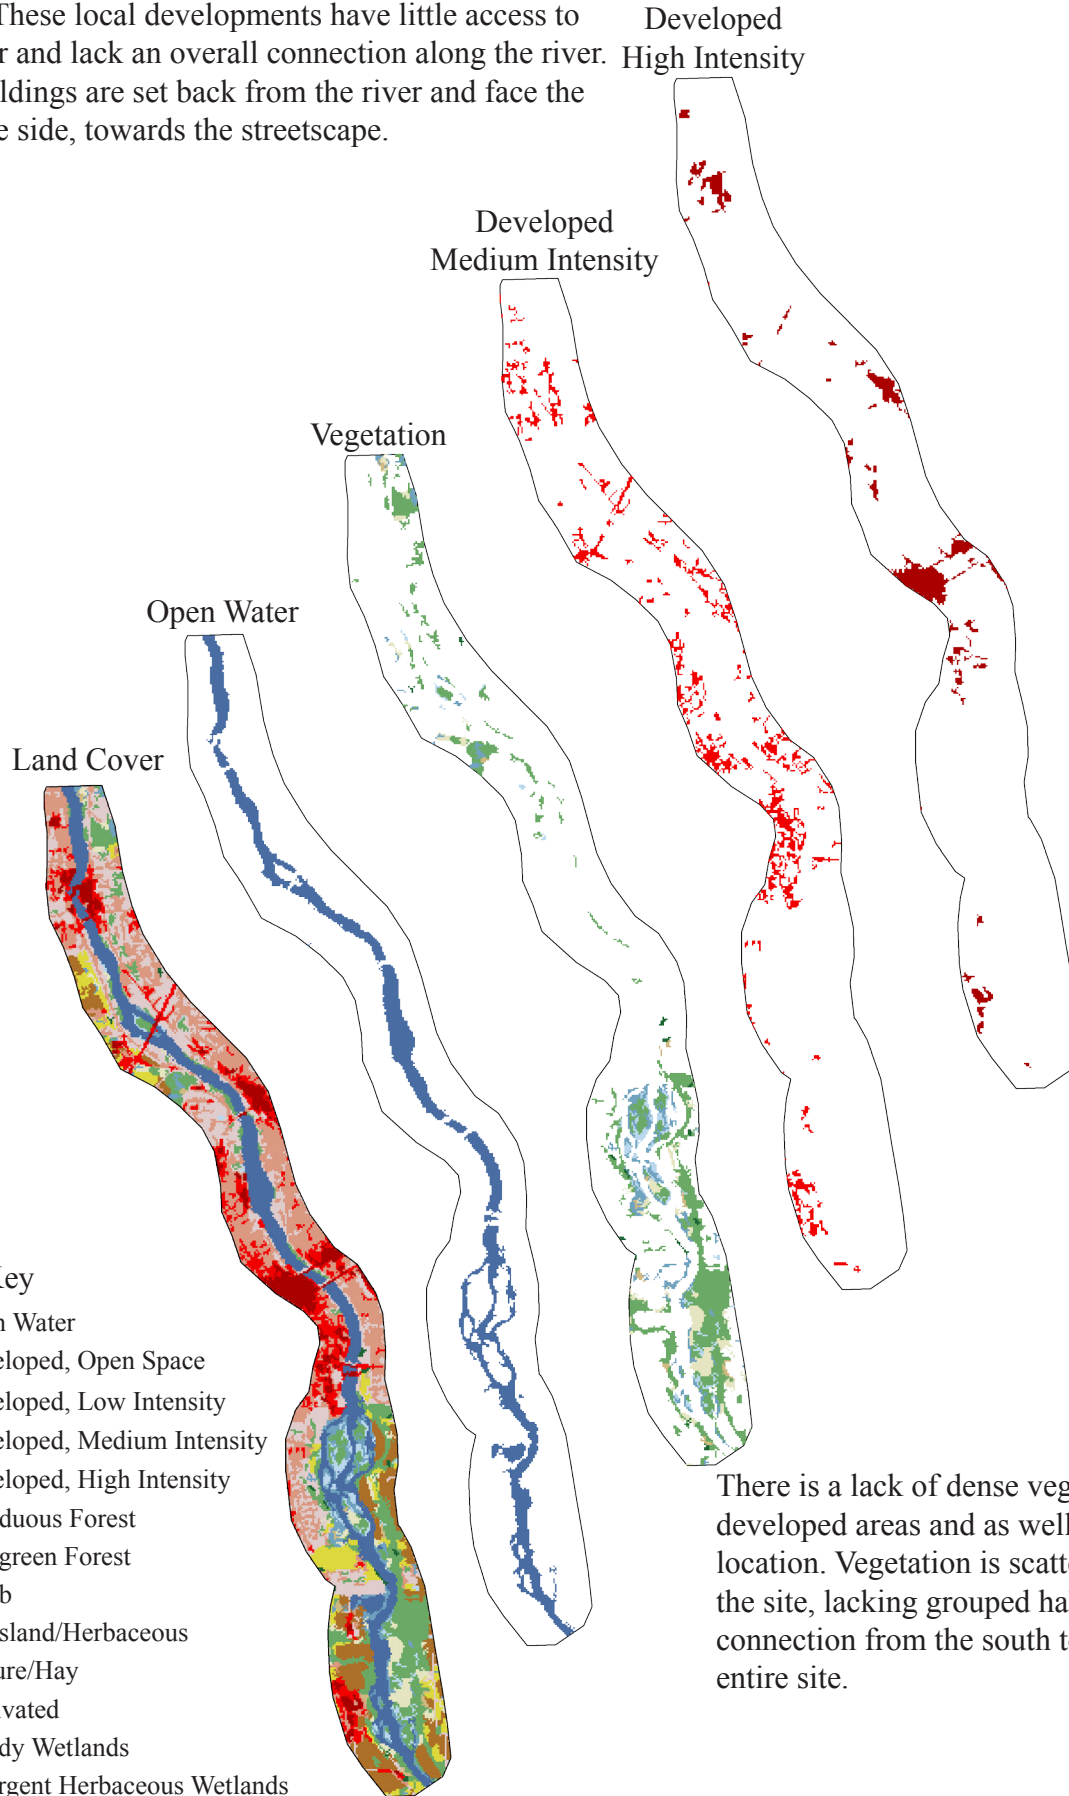 These local developments have little access to
r and lack an overall connection along the river.
ldings are set back from the river and face the
e side, towards the streetscape.
Developed
High Intensity
Developed
Medium Intensity
Vegetation
Open Water
Land Cover
Key
n Water
eloped, Open Space
eloped, Low Intensity
eloped, Medium Intensity
eloped, High Intensity
duous Forest
green Forest
b
sland/Herbaceous
ure/Hay
ivated
dy Wetlands
rgent Herbaceous Wetlands
There is a lack of dense veg
developed areas and as well
location. Vegetation is scatt
the site, lacking grouped ha
connection from the south t
entire site.